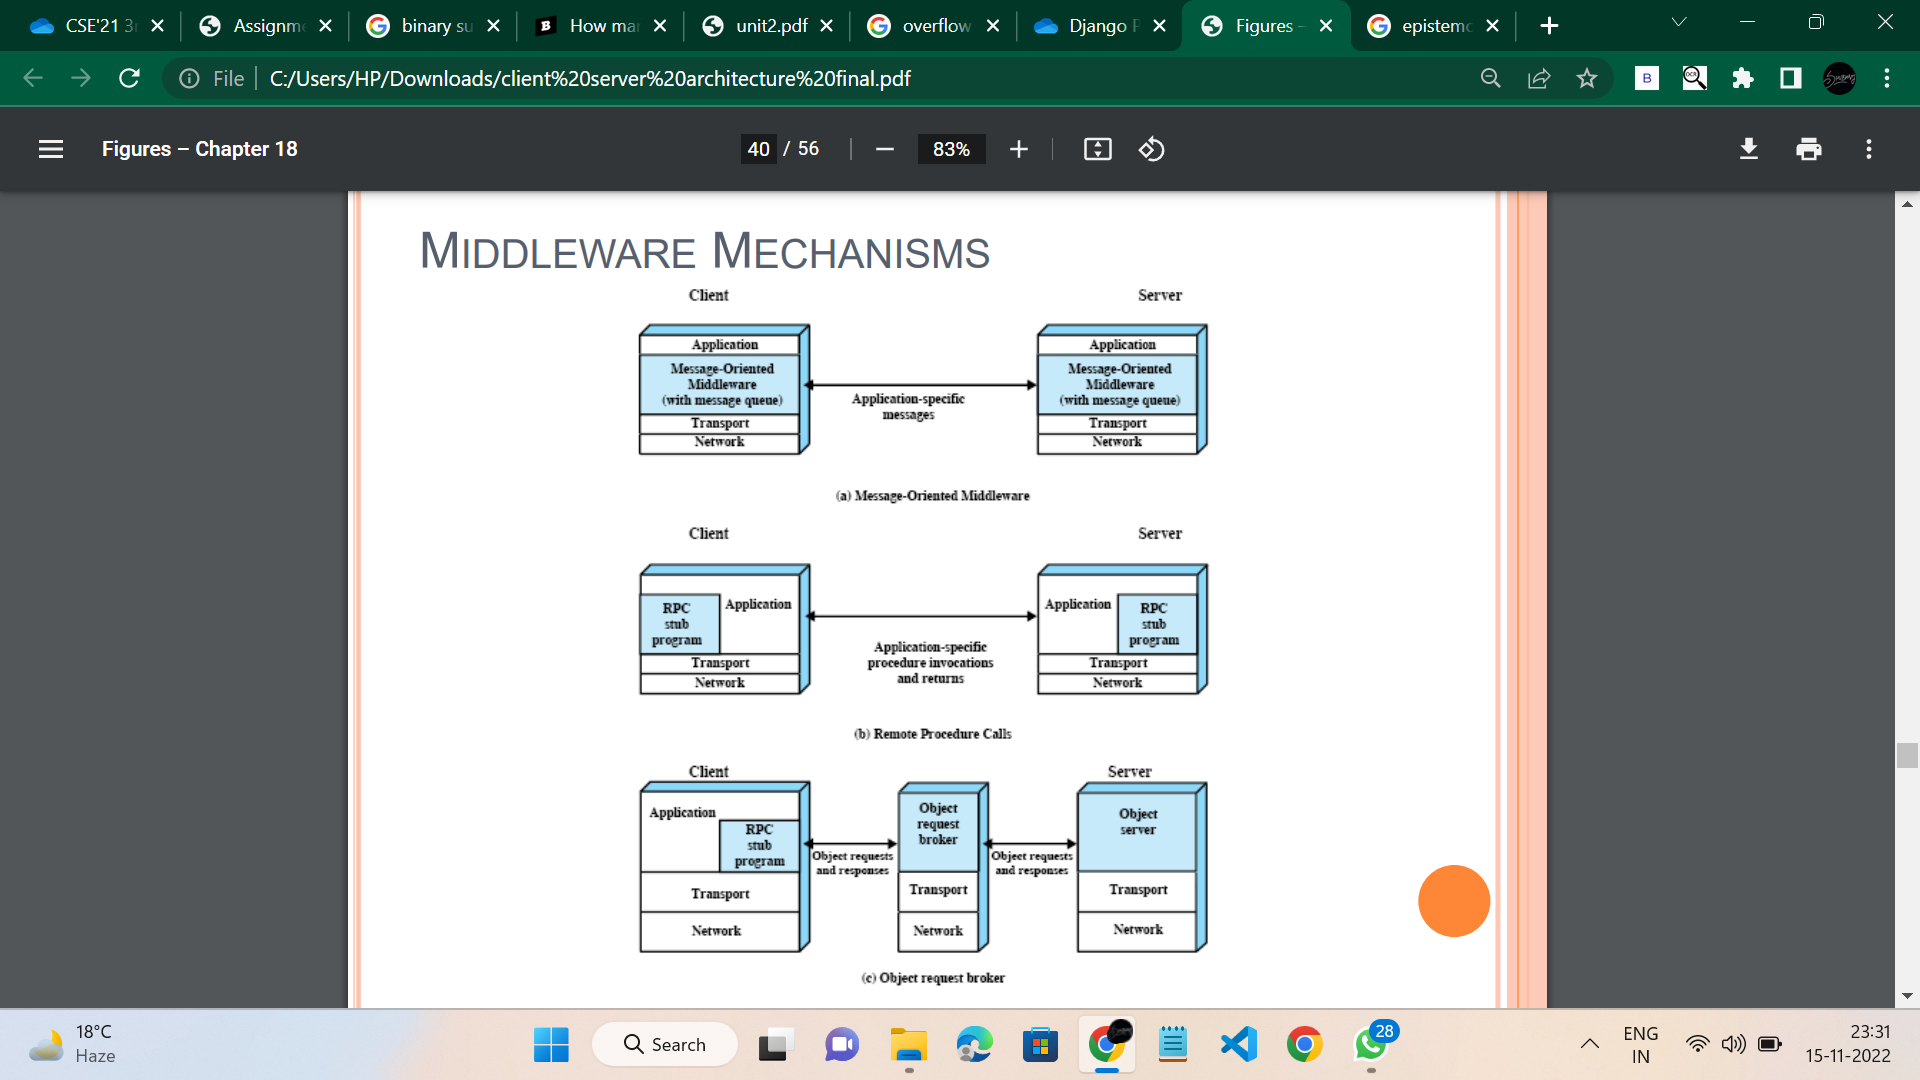 CSE'21 3r
Assignme
binary su
B
How mar
unit2.pdf
overflow
Django P
Figures –
epistemo
File
C:/Users/HP/Downloads/client%20server%20architecture%20final.pdf
B
OCR
Figures – Chapter 18
40 / 56
83%
MIDDLEWARE MECHANISMS
Client
Server
Application
Message-Oriented
Middleware
(with message queue)
Transport
Network
Application-specific
messages
Application
Message-Oriented
Middleware
(with message queue)
Transport
Network
(a) Message-Oriented Middleware
Client
Server
RPC
stub
program
Application
Transport
Network
Application-specific
procedure invocations
and returns
Application
RPC
stub
program
Transport
Network
(b) Remote Procedure Calls
Client
Server
Application
RPC
stub
program
Transport
Network
Object requests
and responses
Object
request
broker
Transport
Network
Object requests
and responses
Object
server
Transport
Network
(c) Object request broker
18°C
Haze
Search
28
ENG
IN
23:31
15-11-2022